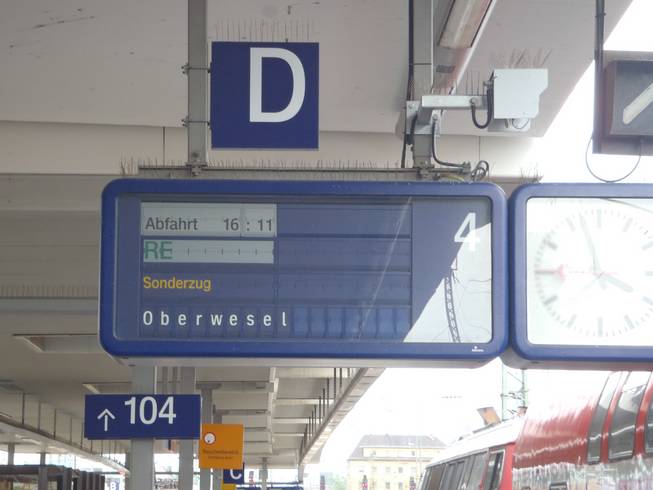 D
Abfahrt 16 : 11
4
RE
Sonderzug
Oberwesel
↑ 104
C